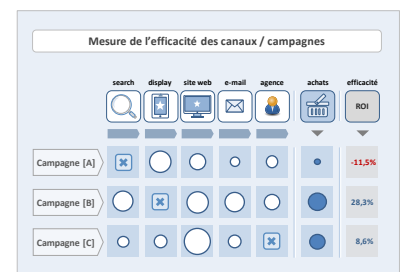 Mesure de l'efficacité des canaux / campagnes
search display site web e-mail agence achats efficacité
ROI
Campagne [A] -11,5%
Campagne [B] 28,3%
Campagne [C] 8,6%